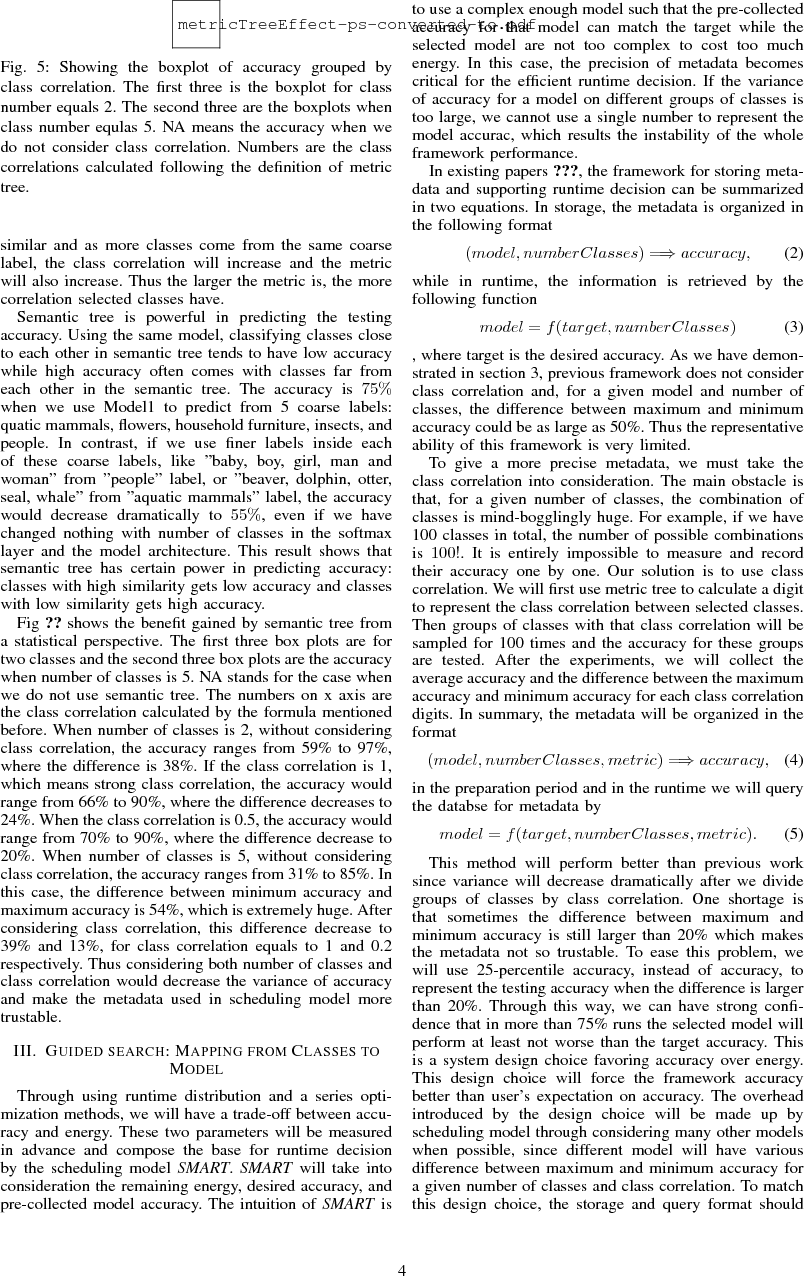 metricTreeEffect-ps-converted-to.pdf
Fig. 5: Showing the boxplot of accuracy grouped by
class correlation. The first three is the boxplot for class
number equals 2. The second three are the boxplots when
class number equlas 5. NA means the accuracy when we
do not consider class correlation. Numbers are the class
correlations calculated following the definition of metric
tree.
similar and as more classes come from the same coarse
label, the class correlation will increase and the metric
will also increase. Thus the larger the metric is, the more
correlation selected classes have.
Semantic tree is powerful in predicting the testing
accuracy. Using the same model, classifying classes close
to each other in semantic tree tends to have low accuracy
while high accuracy often comes with classes far from
each other in the semantic tree. The accuracy is 75%
when we use Model1 to predict from 5 coarse labels:
quatic mammals, flowers, household furniture, insects, and
people. In contrast, if we use finer labels inside each
of these coarse labels, like ”baby, boy, girl, man and
woman” from ”people” label, or ”beaver, dolphin, otter,
seal, whale” from ”aquatic mammals” label, the accuracy
would decrease dramatically to 55%, even if we have
changed nothing with number of classes in the softmax
layer and the model architecture. This result shows that
semantic tree has certain power in predicting accuracy:
classes with high similarity gets low accuracy and classes
with low similarity gets high accuracy.
Fig ?? shows the benefit gained by semantic tree from
a statistical perspective. The first three box plots are for
two classes and the second three box plots are the accuracy
when number of classes is 5. NA stands for the case when
we do not use semantic tree. The numbers on x axis are
the class correlation calculated by the formula mentioned
before. When number of classes is 2, without considering
class correlation, the accuracy ranges from 59% to 97%,
where the difference is 38%. If the class correlation is 1,
which means strong class correlation, the accuracy would
range from 66% to 90%, where the difference decreases to
24%. When the class correlation is 0.5, the accuracy would
range from 70% to 90%, where the difference decrease to
20%. When number of classes is 5, without considering
class correlation, the accuracy ranges from 31% to 85%. In
this case, the difference between minimum accuracy and
maximum accuracy is 54%, which is extremely huge. After
considering class correlation, this difference decrease to
39% and 13%, for class correlation equals to 1 and 0.2
respectively. Thus considering both number of classes and
class correlation would decrease the variance of accuracy
and make the metadata used in scheduling model more
trustable.
III. Guided search: Mapping from Classes to
Model
Through using runtime distribution and a series opti-
mization methods, we will have a trade-off between accu-
racy and energy. These two parameters will be measured
in advance and compose the base for runtime decision
by the scheduling model SMART. SMART will take into
consideration the remaining energy, desired accuracy, and
pre-collected model accuracy. The intuition of SMART is
to use a complex enough model such that the pre-collected
accuracy for that model can match the target while the
selected model are not too complex to cost too much
energy. In this case, the precision of metadata becomes
critical for the efficient runtime decision. If the variance
of accuracy for a model on different groups of classes is
too large, we cannot use a single number to represent the
model accurac, which results the instability of the whole
framework performance.
In existing papers ???, the framework for storing meta-
data and supporting runtime decision can be summarized
in two equations. In storage, the metadata is organized in
the following format
(model, numberClasses) ⟹ accuracy, (2)
while in runtime, the information is retrieved by the
following function
model = f(target, numberClasses) (3)
, where target is the desired accuracy. As we have demon-
strated in section 3, previous framework does not consider
class correlation and, for a given model and number of
classes, the difference between maximum and minimum
accuracy could be as large as 50%. Thus the representative
ability of this framework is very limited.
To give a more precise metadata, we must take the
class correlation into consideration. The main obstacle is
that, for a given number of classes, the combination of
classes is mind-bogglingly huge. For example, if we have
100 classes in total, the number of possible combinations
is 100!. It is entirely impossible to measure and record
their accuracy one by one. Our solution is to use class
correlation. We will first use metric tree to calculate a digit
to represent the class correlation between selected classes.
Then groups of classes with that class correlation will be
sampled for 100 times and the accuracy for these groups
are tested. After the experiments, we will collect the
average accuracy and the difference between the maximum
accuracy and minimum accuracy for each class correlation
digits. In summary, the metadata will be organized in the
format
(model, numberClasses, metric) ⟹ accuracy, (4)
in the preparation period and in the runtime we will query
the databse for metadata by
model = f(target, numberClasses, metric). (5)
This method will perform better than previous work
since variance will decrease dramatically after we divide
groups of classes by class correlation. One shortage is
that sometimes the difference between maximum and
minimum accuracy is still larger than 20% which makes
the metadata not so trustable. To ease this problem, we
will use 25-percentile accuracy, instead of accuracy, to
represent the testing accuracy when the difference is larger
than 20%. Through this way, we can have strong confi-
dence that in more than 75% runs the selected model will
perform at least not worse than the target accuracy. This
is a system design choice favoring accuracy over energy.
This design choice will force the framework accuracy
better than user’s expectation on accuracy. The overhead
introduced by the design choice will be made up by
scheduling model through considering many other models
when possible, since different model will have various
difference between maximum and minimum accuracy for
a given number of classes and class correlation. To match
this design choice, the storage and query format should
4